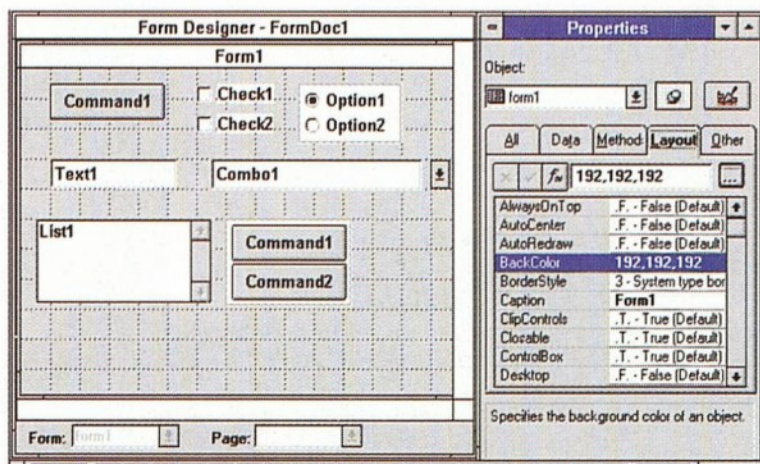 Form Designer - FormDoc1
Form1
Command1
Check1
Check2
Option1
Option2
Text1
Combo1
List1
Command1
Command2
Form: Form1 Page:
Properties
Object:
form1
All Data Method Layout Other
192,192,192
AlwaysOnTop .F. - False (Default)
AutoCenter .F. - False (Default)
AutoRedraw .F. - False (Default)
BackColor 192,192,192
BorderStyle 3 - System type bor
Caption Form1
ClipControls .T. - True (Default)
Closable .T. - True (Default)
ControlBox .T. - True (Default)
Desktop .F. - False (Default)
Specifies the background color of an object.